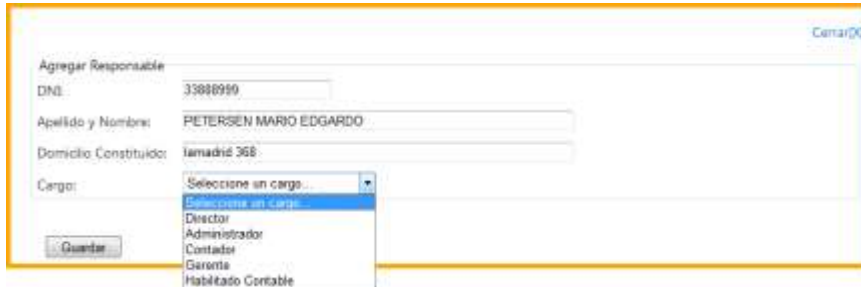 Cerrar[X]
Agregar Responsable
DNI: 33888999
Apellido y Nombre: PETERSEN MARIO EDGARDO
Domicilio Constituido: lamadrid 368
Cargo: Seleccione un cargo...
Seleccione un cargo...
Director
Administrador
Contador
Gerente
Habilitado Contable
Guardar